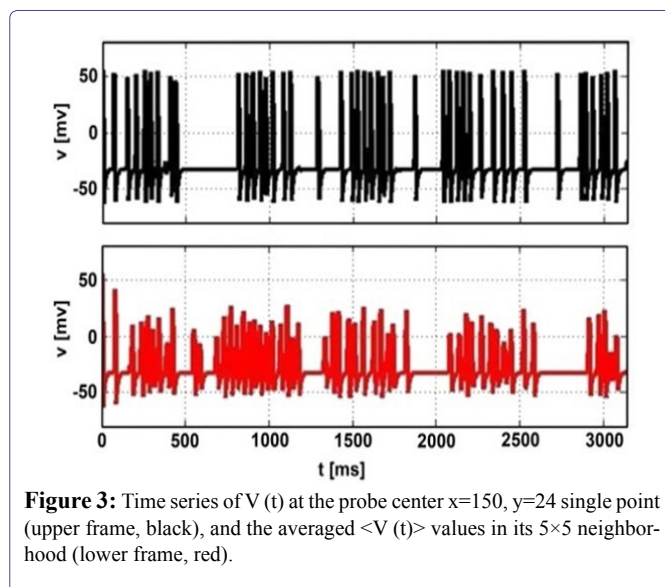 50
0
-50
v [mv]
50
0
-50
v [mv]
0
500
1000
1500
2000
2500
3000
t [ms]
Figure 3: Time series of V (t) at the probe center x=150, y=24 single point
(upper frame, black), and the averaged <V (t)> values in its 5×5 neighbor-
hood (lower frame, red).